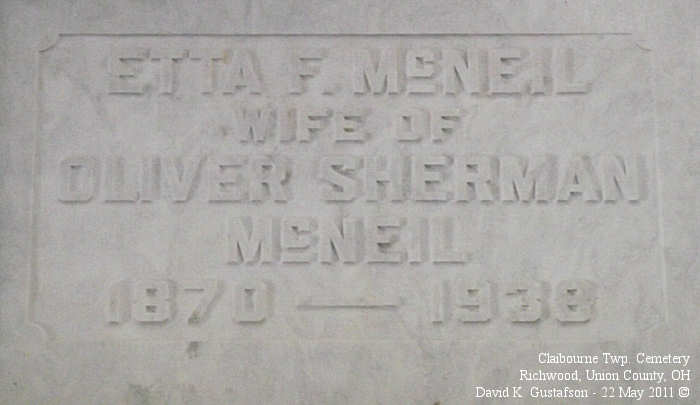 ETTA F. McNEIL
WIFE OF
OLIVER SHERMAN
McNEIL
1870 — 1938
Claibourne Twp. Cemetery
Richwood, Union County, OH
David K. Gustafson - 22 May 2011 ©